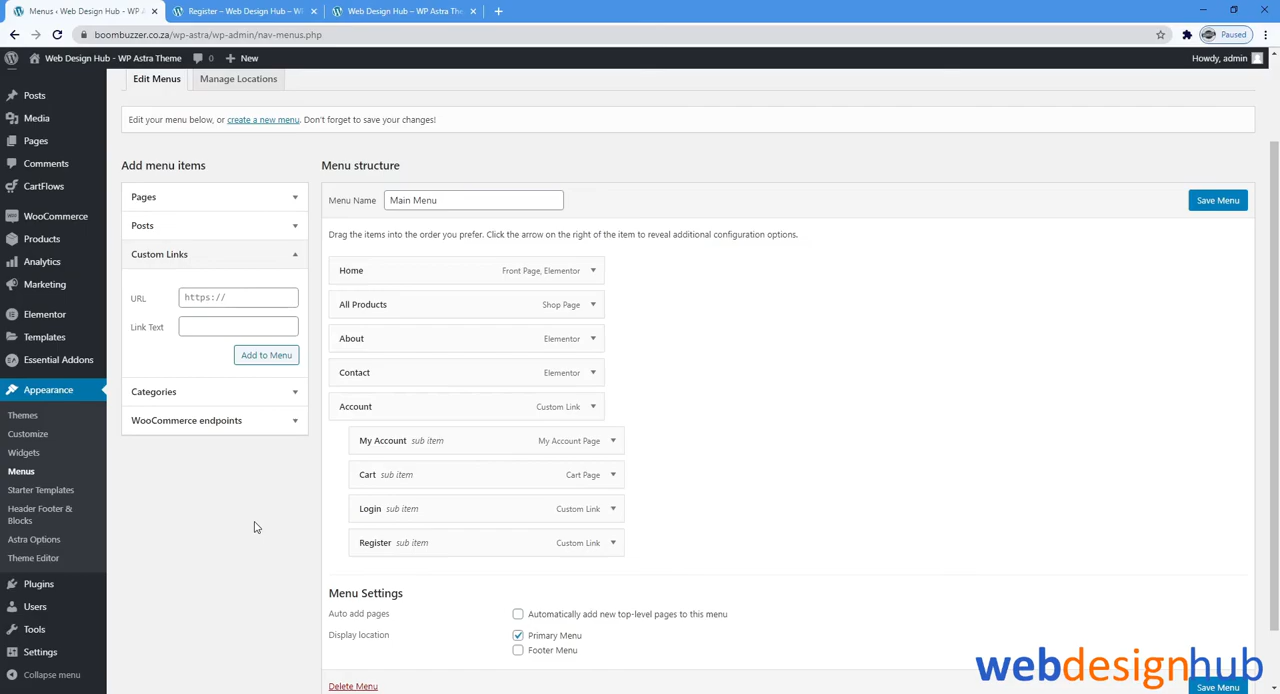 Menus ‹ Web Design Hub - WP A
Register – Web Design Hub – WP
Web Design Hub – WP Astra The
boombuzzer.co.za/wp-astra/wp-admin/nav-menus.php
Paused
Web Design Hub - WP Astra Theme
0
New
Howdy, admin
Posts
Media
Pages
Comments
CartFlows
WooCommerce
Products
Analytics
Marketing
Elementor
Templates
Essential Addons
Appearance
Themes
Customize
Widgets
Menus
Starter Templates
Header Footer &
Blocks
Astra Options
Theme Editor
Plugins
Users
Tools
Settings
Collapse menu
Edit Menus
Manage Locations
Edit your menu below, or create a new menu. Don't forget to save your changes!
Add menu items
Pages
Posts
Custom Links
URL
https://
Link Text
Add to Menu
Categories
WooCommerce endpoints
Menu structure
Menu Name
Main Menu
Save Menu
Drag the items into the order you prefer. Click the arrow on the right of the item to reveal additional configuration options.
Home Front Page, Elementor
All Products Shop Page
About Elementor
Contact Elementor
Account Custom Link
My Account sub item My Account Page
Cart sub item Cart Page
Login sub item Custom Link
Register sub item Custom Link
Menu Settings
Auto add pages
Automatically add new top-level pages to this menu
Display location
Primary Menu
Footer Menu
Delete Menu
Save Menu
webdesignhub